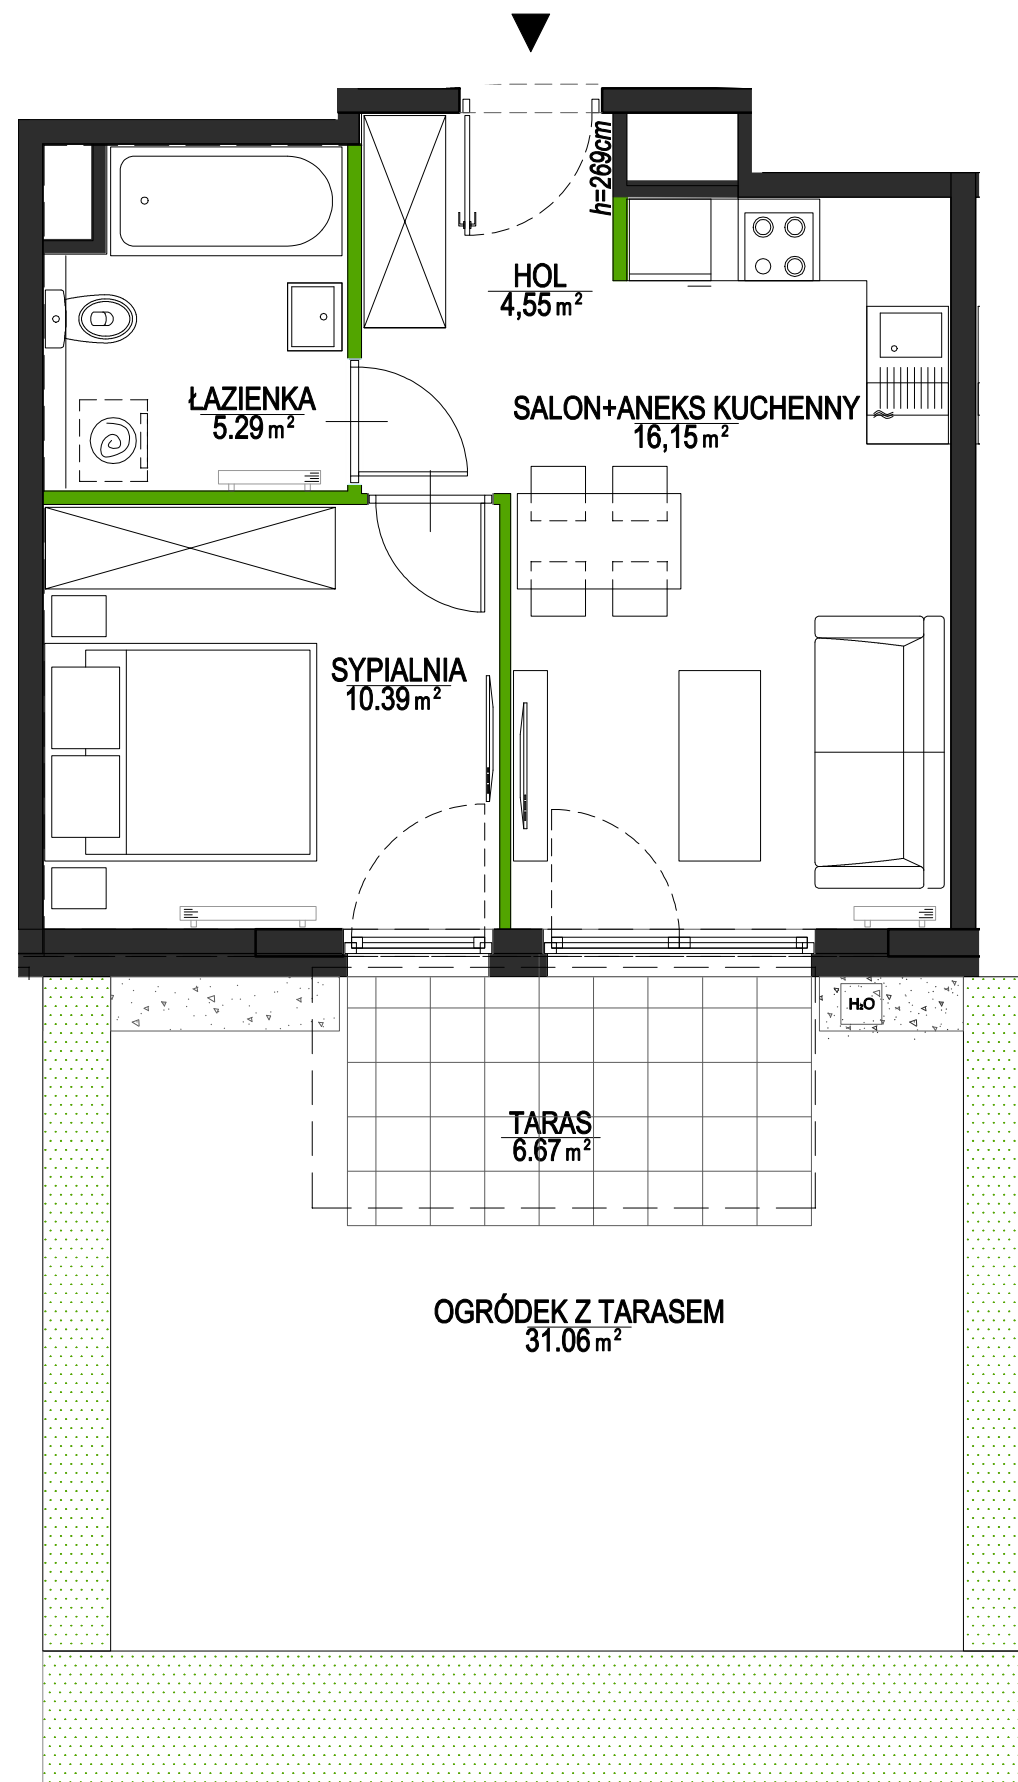 h=269cm
HOL
4,55 m²
ŁAZIENKA
5.29 m²
SALON+ANEKS KUCHENNY
16,15 m²
SYPIALNIA
10.39 m²
H₂O
TARAS
6.67 m²
OGRÓDEK Z TARASEM
31.06 m²